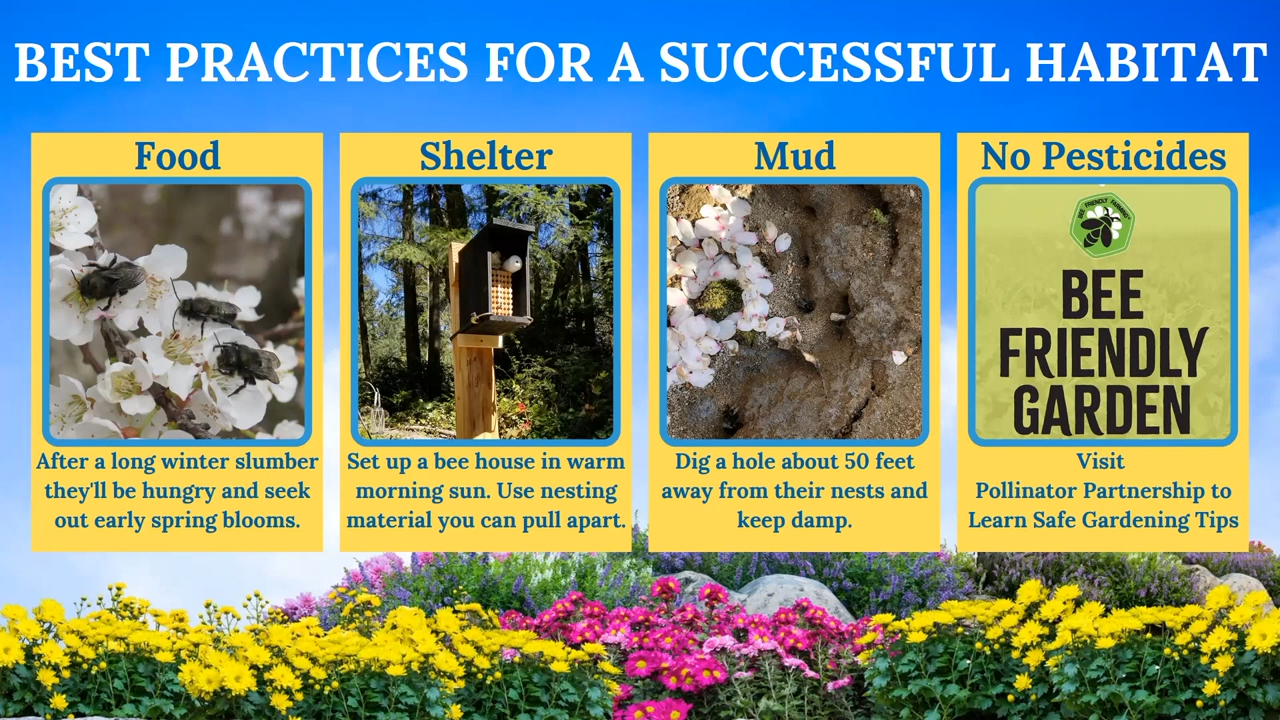 BEST PRACTICES FOR A SUCCESSFUL HABITAT
Food
After a long winter slumber
they'll be hungry and seek
out early spring blooms.
Shelter
Set up a bee house in warm
morning sun. Use nesting
material you can pull apart.
Mud
Dig a hole about 50 feet
away from their nests and
keep damp.
No Pesticides
BEE FRIENDLY FARMING
BEE
FRIENDLY
GARDEN
Visit
Pollinator Partnership to
Learn Safe Gardening Tips